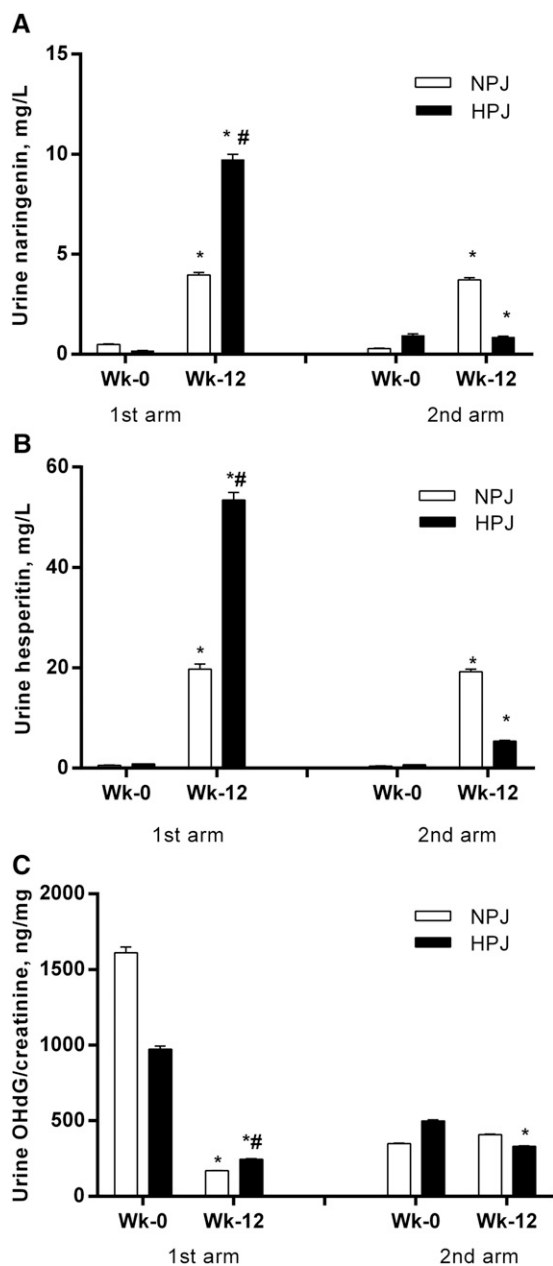 A
Urine naringenin, mg/L
15
10
5
0
NPJ
HPJ
* #
*
*
*
Wk-0 Wk-12 Wk-0 Wk-12
1st arm 2nd arm
B
Urine hesperitin, mg/L
60
40
20
0
NPJ
HPJ
*#
*
*
*
Wk-0 Wk-12 Wk-0 Wk-12
1st arm 2nd arm
C
Urine OHdG/creatinine, ng/mg
2000
1500
1000
500
0
NPJ
HPJ
*#
*
*
Wk-0 Wk-12 Wk-0 Wk-12
1st arm 2nd arm